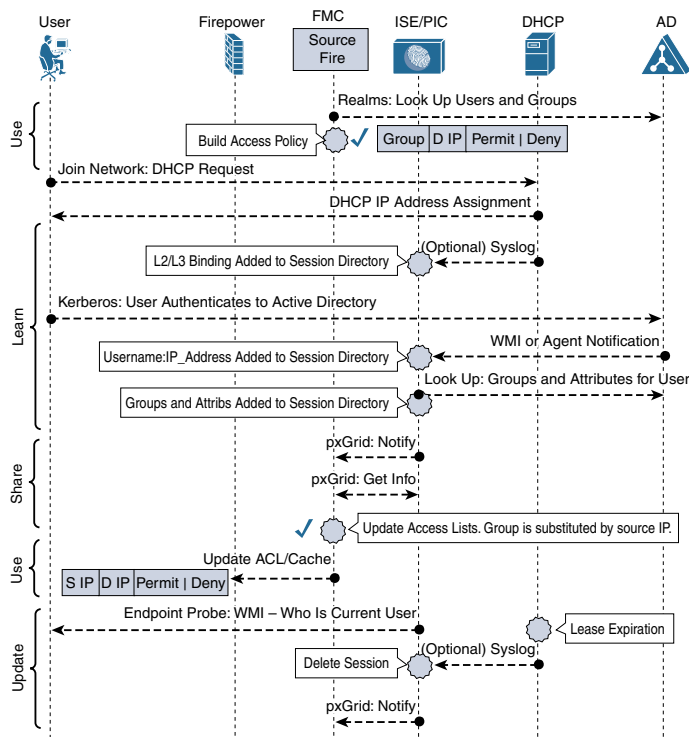 User
Firepower
FMC
ISE/PIC
DHCP
AD
Source
Fire
Use
Realms: Look Up Users and Groups
Build Access Policy
Group D IP Permit | Deny
Join Network: DHCP Request
DHCP IP Address Assignment
Learn
(Optional) Syslog
L2/L3 Binding Added to Session Directory
Kerberos: User Authenticates to Active Directory
WMI or Agent Notification
Username:IP_Address Added to Session Directory
Look Up: Groups and Attributes for User
Groups and Attribs Added to Session Directory
Share
pxGrid: Notify
pxGrid: Get Info
Update Access Lists. Group is substituted by source IP.
Use
Update ACL/Cache
S IP D IP Permit | Deny
Update
Endpoint Probe: WMI – Who Is Current User
Lease Expiration
(Optional) Syslog
Delete Session
pxGrid: Notify